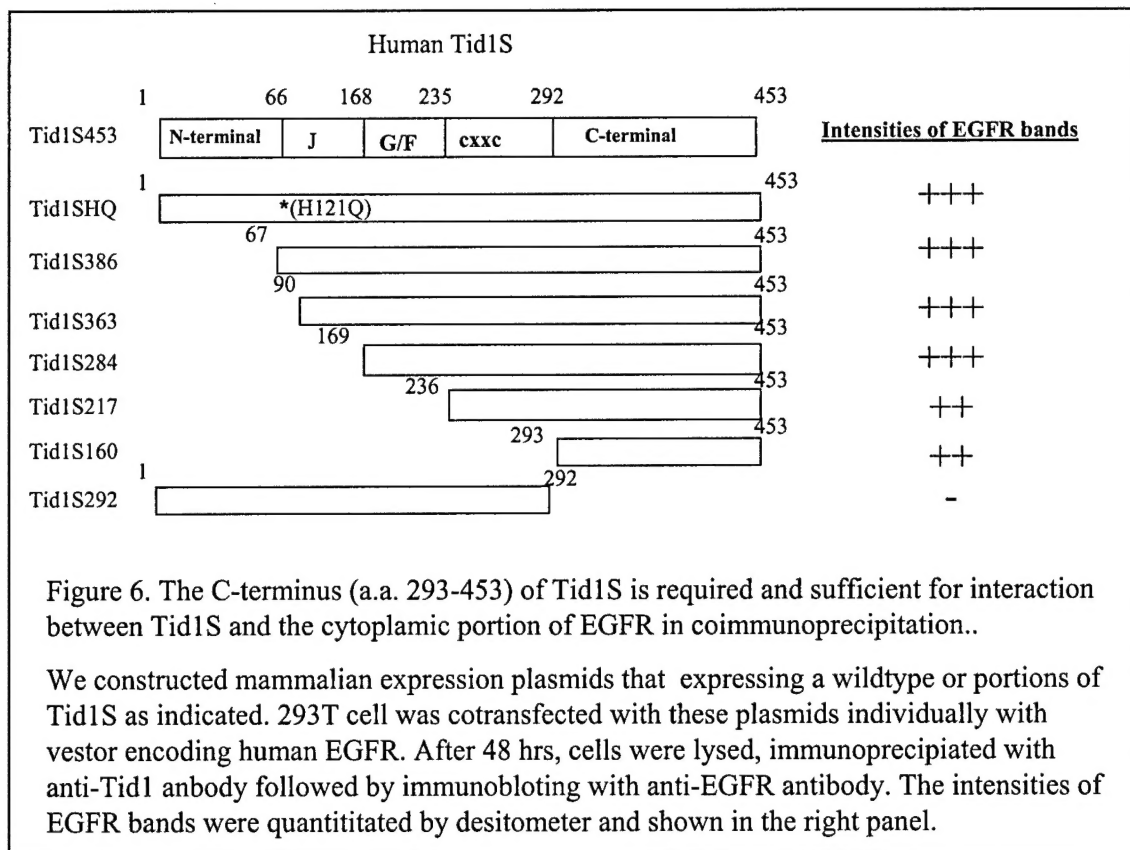 Human Tid1S
1 66 168 235 292 453
Tid1S453 N-terminal J G/F cxxc C-terminal Intensities of EGFR bands
1 453
Tid1SHQ *(H121Q) +++
67 453
Tid1S386 +++
90 453
Tid1S363 +++
169 453
Tid1S284 +++
236 453
Tid1S217 ++
293 453
Tid1S160 ++
1 292
Tid1S292 -
Figure 6. The C-terminus (a.a. 293-453) of Tid1S is required and sufficient for interaction
between Tid1S and the cytoplamic portion of EGFR in coimmunoprecipitation..
We constructed mammalian expression plasmids that expressing a wildtype or portions of
Tid1S as indicated. 293T cell was cotransfected with these plasmids individually with
vestor encoding human EGFR. After 48 hrs, cells were lysed, immunoprecipiated with
anti-Tid1 anbody followed by immunobloting with anti-EGFR antibody. The intensities of
EGFR bands were quantititated by desitometer and shown in the right panel.